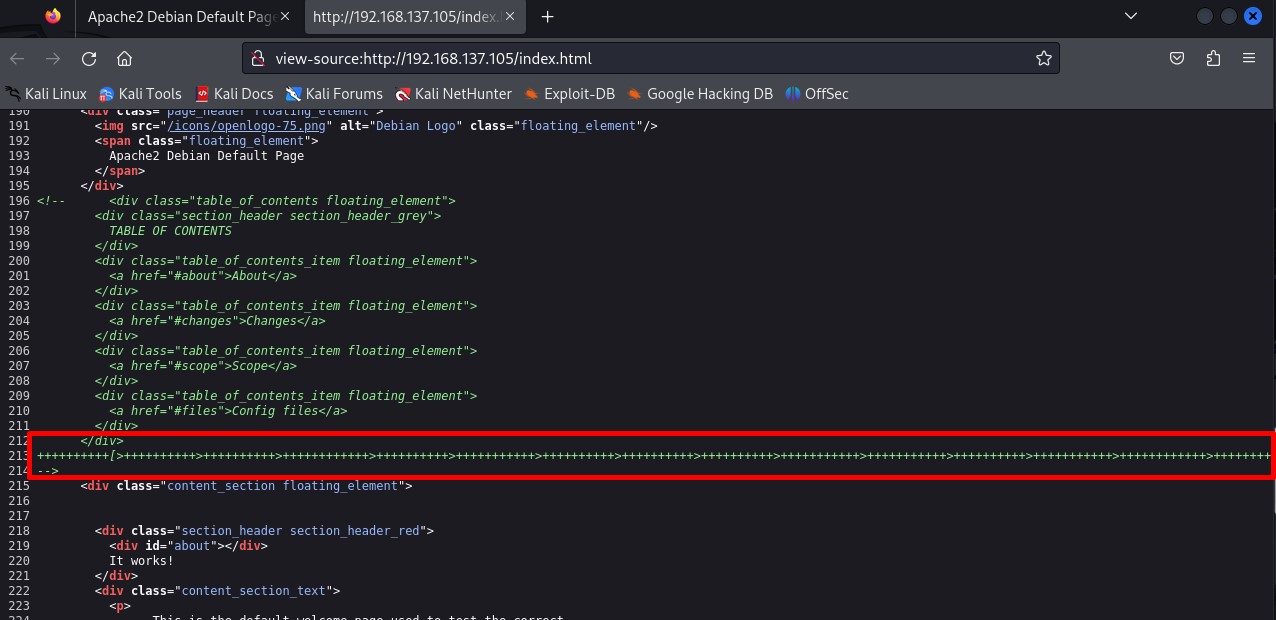 Apache2 Debian Default Page
http://192.168.137.105/index.
view-source:http://192.168.137.105/index.html
Kali Linux Kali Tools Kali Docs Kali Forums Kali NetHunter Exploit-DB Google Hacking DB OffSec
190 <div class="page_header floating_element">
191 <img src="/icons/openlogo-75.png" alt="Debian Logo" class="floating_element"/>
192 <span class="floating_element">
193 Apache2 Debian Default Page
194 </span>
195 </div>
196 <!-- <div class="table_of_contents floating_element">
197 <div class="section_header section_header_grey">
198 TABLE OF CONTENTS
199 </div>
200 <div class="table_of_contents_item floating_element">
201 <a href="#about">About</a>
202 </div>
203 <div class="table_of_contents_item floating_element">
204 <a href="#changes">Changes</a>
205 </div>
206 <div class="table_of_contents_item floating_element">
207 <a href="#scope">Scope</a>
208 </div>
209 <div class="table_of_contents_item floating_element">
210 <a href="#files">Config files</a>
211 </div>
212 </div>
213 ++++++++++[>++++++++++>++++++++++>++++++++++++>++++++++++>+++++++++++>++++++++++>++++++++++>++++++++++>+++++++++++>+++++++++++>++++++++++>+++++++++++>++++++++++++>++++++++
214 -->
215 <div class="content_section floating_element">
216
217
218 <div class="section_header section_header_red">
219 <div id="about"></div>
220 It works!
221 </div>
222 <div class="content_section_text">
223 <p>
224 This is the default welcome page used to test the correct